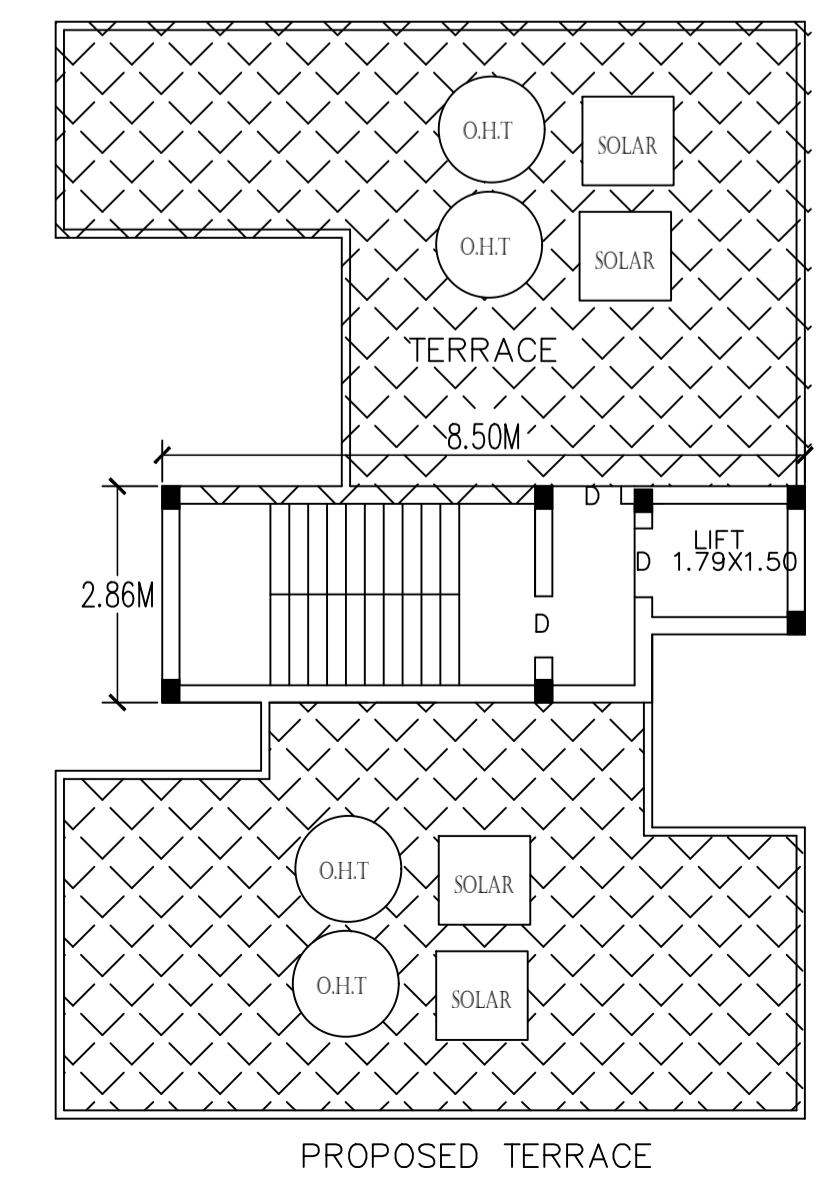 O.H.T
SOLAR
O.H.T
SOLAR
TERRACE
8.50M
D
LIFT
D
1.79X1.50
2.86M
D
O.H.T
SOLAR
O.H.T
SOLAR
PROPOSED TERRACE